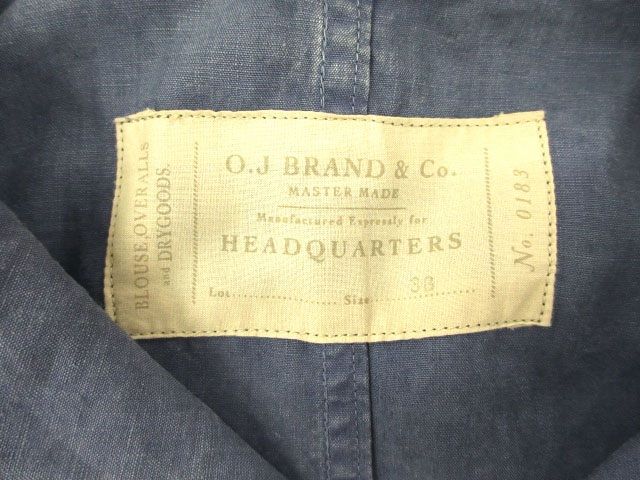 BLOUSE, OVERALLS
and DRYGOODS.
O.J BRAND & Co.
MASTER MADE
Manufactured Expressly for
HEADQUARTERS
Lot.................. Size........38
No. 0183